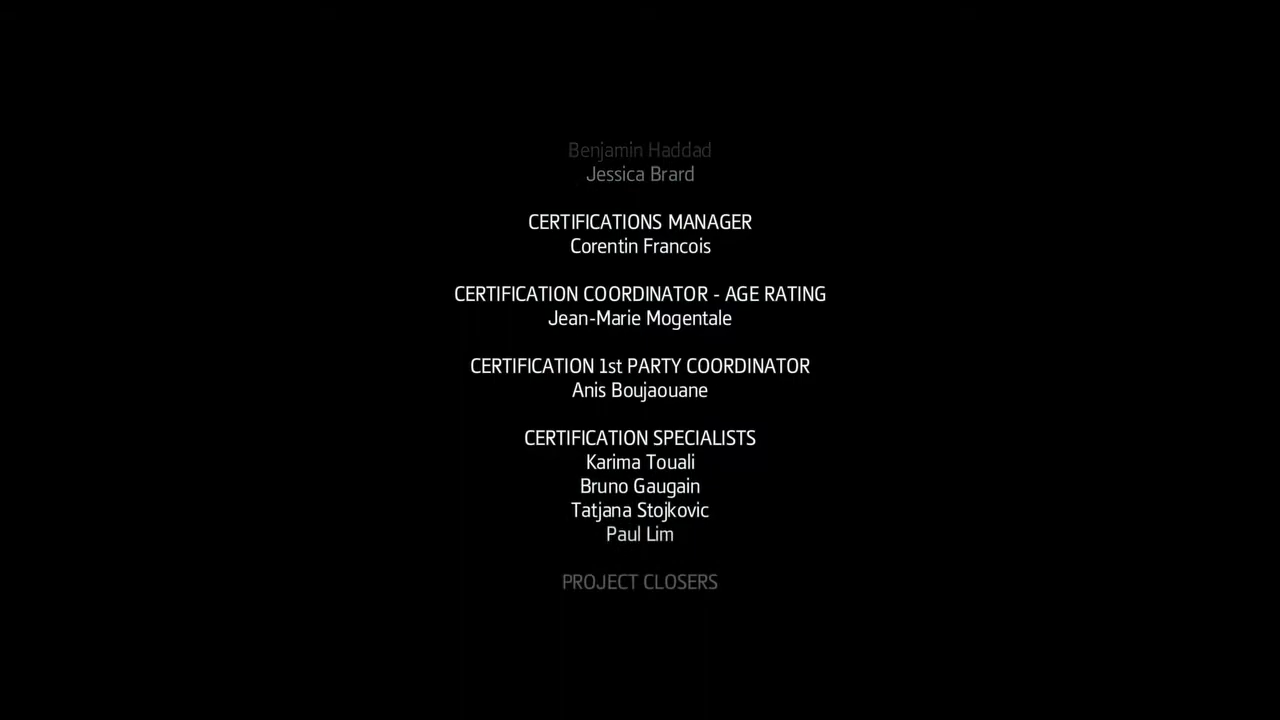 Benjamin Haddad
Jessica Brard
CERTIFICATIONS MANAGER
Corentin Francois
CERTIFICATION COORDINATOR - AGE RATING
Jean-Marie Mogentale
CERTIFICATION 1st PARTY COORDINATOR
Anis Boujaouane
CERTIFICATION SPECIALISTS
Karima Touali
Bruno Gaugain
Tatjana Stojkovic
Paul Lim
PROJECT CLOSERS